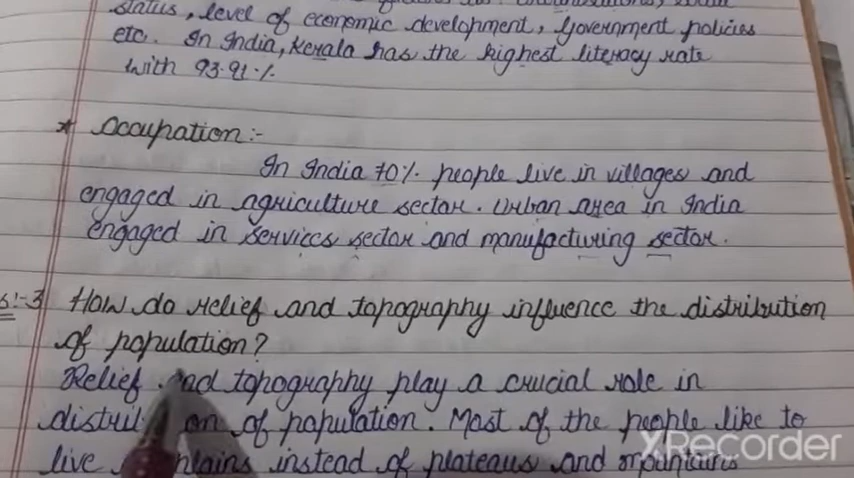 status, level of economic development, Government policies
etc. In India, Kerala has the highest literacy rate
with 93.91%
* Occupation:-
In India 70% people live in villages and
engaged in agriculture sector. Urban area in India
engaged in services sector and manufacturing sector.
s:-3 How do relief and topography influence the distribution
of population?
Relief and topography play a crucial role in
distribution of population. Most of the people like to
live plains instead of plateaus and mountains
XRecorder